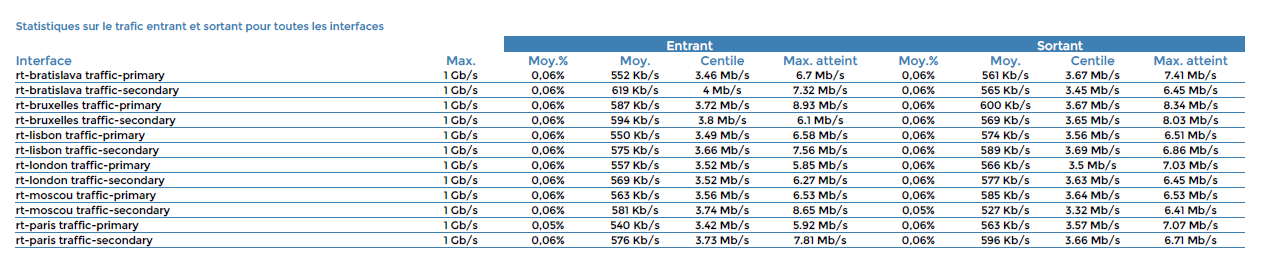 Statistiques sur le trafic entrant et sortant pour toutes les interfaces
Entrant Sortant
Interface Max. Moy.% Moy. Centile Max. atteint Moy.% Moy. Centile Max. atteint
rt-bratislava traffic-primary 1 Gb/s 0,06% 552 Kb/s 3.46 Mb/s 6.7 Mb/s 0,06% 561 Kb/s 3.67 Mb/s 7.41 Mb/s
rt-bratislava traffic-secondary 1 Gb/s 0,06% 619 Kb/s 4 Mb/s 7.32 Mb/s 0,06% 565 Kb/s 3.45 Mb/s 6.45 Mb/s
rt-bruxelles traffic-primary 1 Gb/s 0,06% 587 Kb/s 3.72 Mb/s 8.93 Mb/s 0,06% 600 Kb/s 3.67 Mb/s 8.34 Mb/s
rt-bruxelles traffic-secondary 1 Gb/s 0,06% 594 Kb/s 3.8 Mb/s 6.1 Mb/s 0,06% 569 Kb/s 3.65 Mb/s 8.03 Mb/s
rt-lisbon traffic-primary 1 Gb/s 0,06% 550 Kb/s 3.49 Mb/s 6.58 Mb/s 0,06% 574 Kb/s 3.56 Mb/s 6.51 Mb/s
rt-lisbon traffic-secondary 1 Gb/s 0,06% 575 Kb/s 3.66 Mb/s 7.56 Mb/s 0,06% 589 Kb/s 3.69 Mb/s 6.86 Mb/s
rt-london traffic-primary 1 Gb/s 0,06% 557 Kb/s 3.52 Mb/s 5.85 Mb/s 0,06% 566 Kb/s 3.5 Mb/s 7.03 Mb/s
rt-london traffic-secondary 1 Gb/s 0,06% 569 Kb/s 3.52 Mb/s 6.27 Mb/s 0,06% 577 Kb/s 3.63 Mb/s 6.45 Mb/s
rt-moscou traffic-primary 1 Gb/s 0,06% 563 Kb/s 3.56 Mb/s 6.53 Mb/s 0,06% 585 Kb/s 3.64 Mb/s 6.53 Mb/s
rt-moscou traffic-secondary 1 Gb/s 0,06% 581 Kb/s 3.74 Mb/s 8.65 Mb/s 0,05% 527 Kb/s 3.32 Mb/s 6.41 Mb/s
rt-paris traffic-primary 1 Gb/s 0,05% 540 Kb/s 3.42 Mb/s 5.92 Mb/s 0,06% 563 Kb/s 3.57 Mb/s 7.07 Mb/s
rt-paris traffic-secondary 1 Gb/s 0,06% 576 Kb/s 3.73 Mb/s 7.81 Mb/s 0,06% 596 Kb/s 3.66 Mb/s 6.71 Mb/s